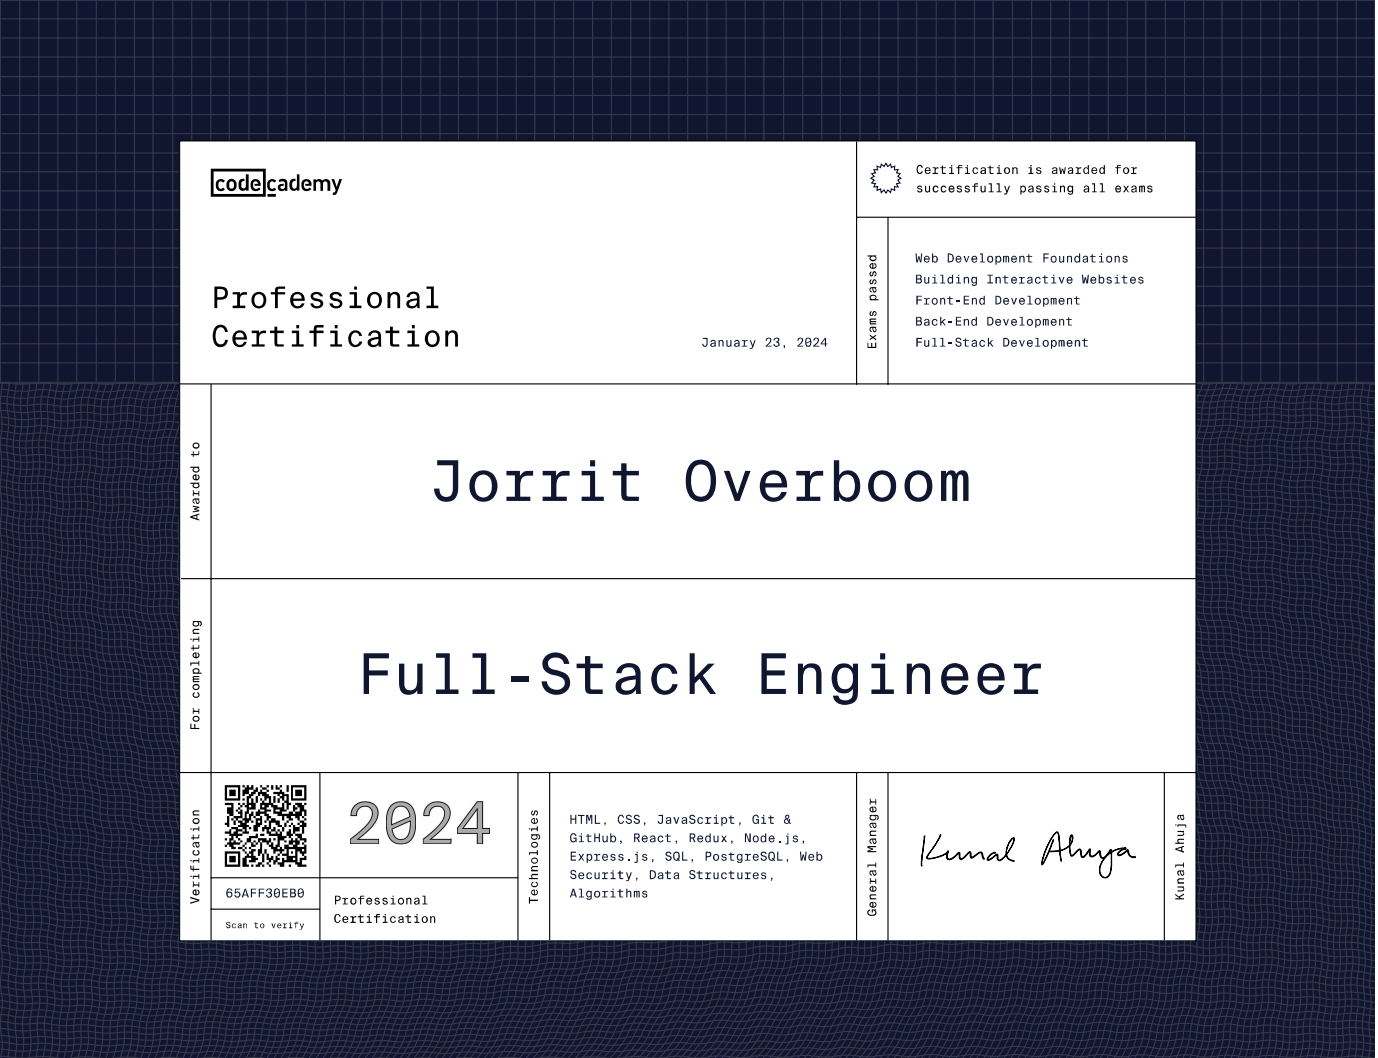 codecademy
Professional
Certification
January 23, 2024
Certification is awarded for
successfully passing all exams
Exams passed
Web Development Foundations
Building Interactive Websites
Front-End Development
Back-End Development
Full-Stack Development
Awarded to
Jorrit Overboom
For completing
Full-Stack Engineer
Verification
65AFF30EB0
Scan to verify
2024
Professional
Certification
Technologies
HTML, CSS, JavaScript, Git &
GitHub, React, Redux, Node.js,
Express.js, SQL, PostgreSQL, Web
Security, Data Structures,
Algorithms
General Manager
Kunal Ahuja
Kunal Ahuja